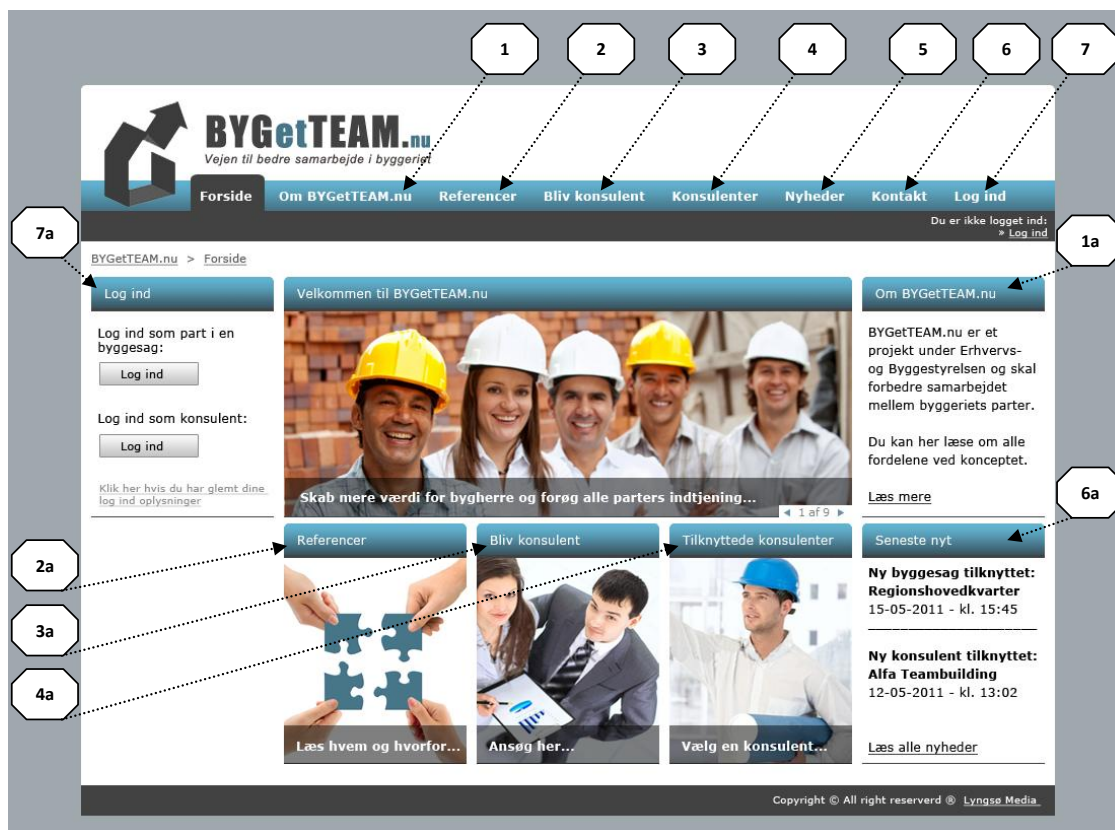 1
2
3
4
5
6
7
BYGetTEAM.nu
Vejen til bedre samarbejde i byggeriet
Forside
Om BYGetTEAM.nu
Referencer
Bliv konsulent
Konsulenter
Nyheder
Kontakt
Log ind
Du er ikke logget ind:
» Log ind
7a
1a
BYGetTEAM.nu > Forside
Log ind
Log ind som part i en
byggesag:
Log ind
Log ind som konsulent:
Log ind
Klik her hvis du har glemt dine
log ind oplysninger
Velkommen til BYGetTEAM.nu
Skab mere værdi for bygherre og forøg alle parters indtjening...
1 af 9
Om BYGetTEAM.nu
BYGetTEAM.nu er et
projekt under Erhvervs-
og Byggestyrelsen og skal
forbedre samarbejdet
mellem byggeriets parter.
Du kan her læse om alle
fordelene ved konceptet.
Læs mere
6a
2a
3a
4a
Referencer
Læs hvem og hvorfor...
Bliv konsulent
Ansøg her...
Tilknyttede konsulenter
Vælg en konsulent...
Seneste nyt
Ny byggesag tilknyttet:
Regionshovedkvarter
15-05-2011 - kl. 15:45
Ny konsulent tilknyttet:
Alfa Teambuilding
12-05-2011 - kl. 13:02
Læs alle nyheder
Copyright © All right reserverd ® Lyngsø Media